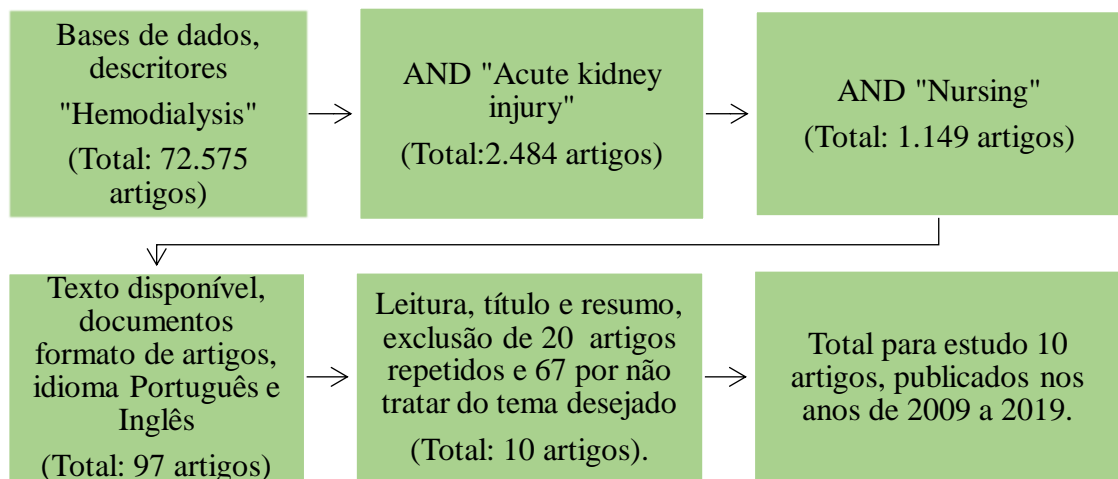 Bases de dados,
descritores
"Hemodialysis"
(Total: 72.575
artigos)
AND "Acute kidney
injury"
(Total:2.484 artigos)
AND "Nursing"
(Total: 1.149 artigos)
Texto disponível,
documentos
formato de artigos,
idioma Português e
Inglês
(Total: 97 artigos)
Leitura, título e resumo,
exclusão de 20 artigos
repetidos e 67 por não
tratar do tema desejado
(Total: 10 artigos).
Total para estudo 10
artigos, publicados nos
anos de 2009 a 2019.